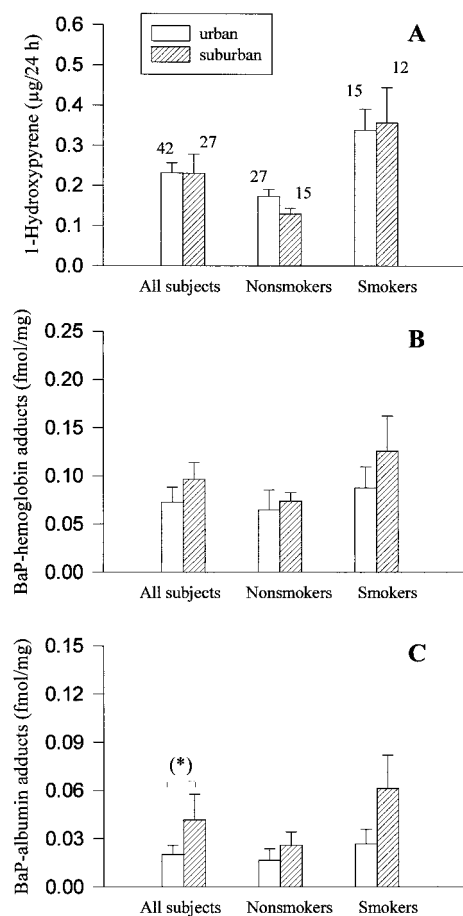 urban
suburban
A
1-Hydroxypyrene (µg/24 h)
0.6
0.5
0.4
0.3
0.2
0.1
0.0
42
27
27
15
15
12
All subjects
Nonsmokers
Smokers
B
BaP-hemoglobin adducts (fmol/mg)
0.25
0.20
0.15
0.10
0.05
0.00
All subjects
Nonsmokers
Smokers
C
BaP-albumin adducts (fmol/mg)
0.15
0.12
0.09
0.06
0.03
0.00
(*)
All subjects
Nonsmokers
Smokers